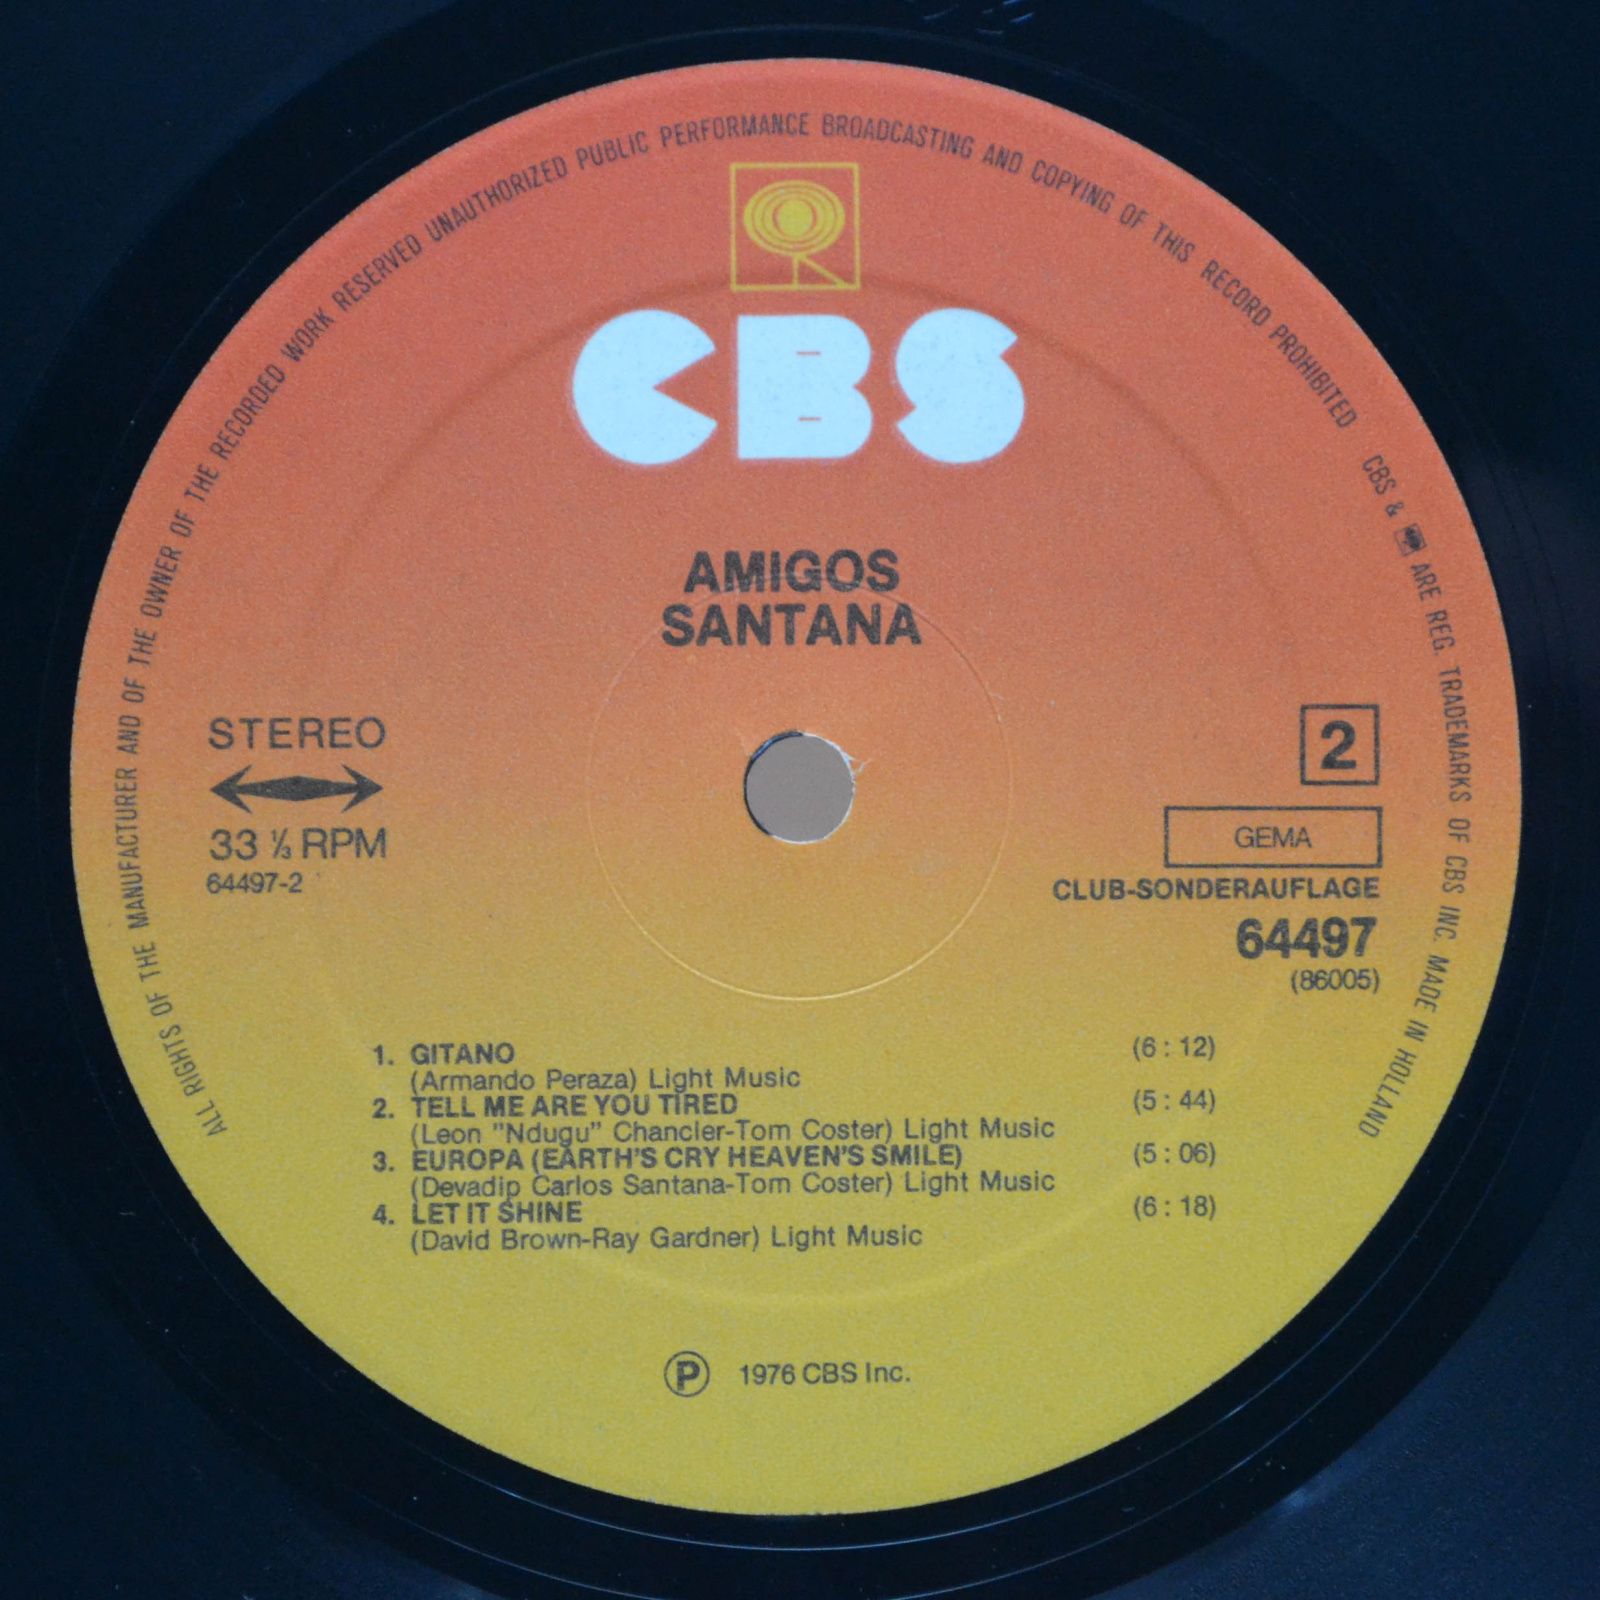 ALL RIGHTS OF THE MANUFACTURER AND OF THE OWNER OF THE RECORDED WORK RESERVED UNAUTHORIZED PUBLIC PERFORMANCE BROADCASTING AND COPYING OF THIS RECORD PROHIBITED CBS & ARE REG. TRADEMARKS OF CBS INC. MADE IN HOLLAND
CBS
AMIGOS
SANTANA
STEREO
33 ⅓ RPM
64497-2
2
GEMA
CLUB-SONDERAUFLAGE
64497
(86005)
1. GITANO (6 : 12)
(Armando Peraza) Light Music
2. TELL ME ARE YOU TIRED (5 : 44)
(Leon "Ndugu" Chancler-Tom Coster) Light Music
3. EUROPA (EARTH'S CRY HEAVEN'S SMILE) (5 : 06)
(Devadip Carlos Santana-Tom Coster) Light Music
4. LET IT SHINE (6 : 18)
(David Brown-Ray Gardner) Light Music
℗ 1976 CBS Inc.